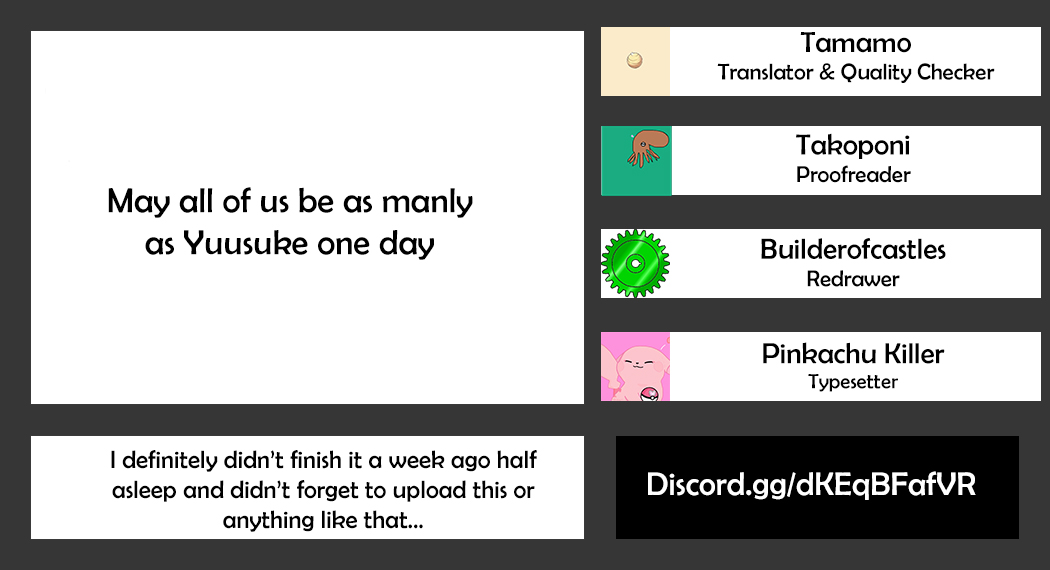 May all of us be as manly
as Yuusuke one day
I definitely didn't finish it a week ago half
asleep and didn't forget to upload this or
anything like that...
Tamamo
Translator & Quality Checker
Takoponi
Proofreader
Builderofcastles
Redrawer
Pinkachu Killer
Typesetter
Discord.gg/dKEqBFafVR